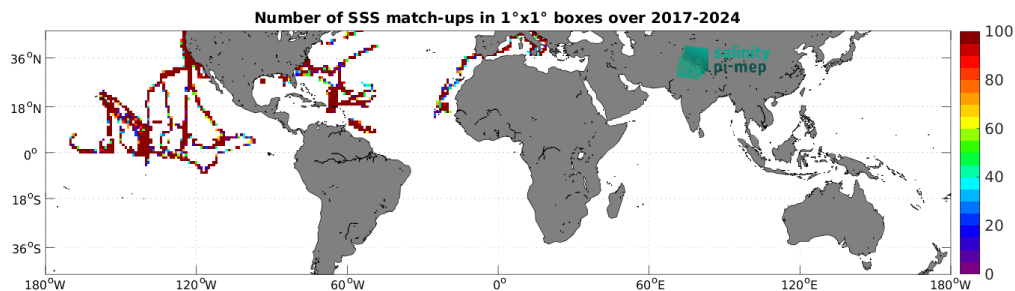 Number of SSS match-ups in 1°x1° boxes over 2017-2024
salinity
pi-mep
36°N
18°N
0°
18°S
36°S
180°W 120°W 60°W 0° 60°E 120°E 180°W
100
80
60
40
20
0